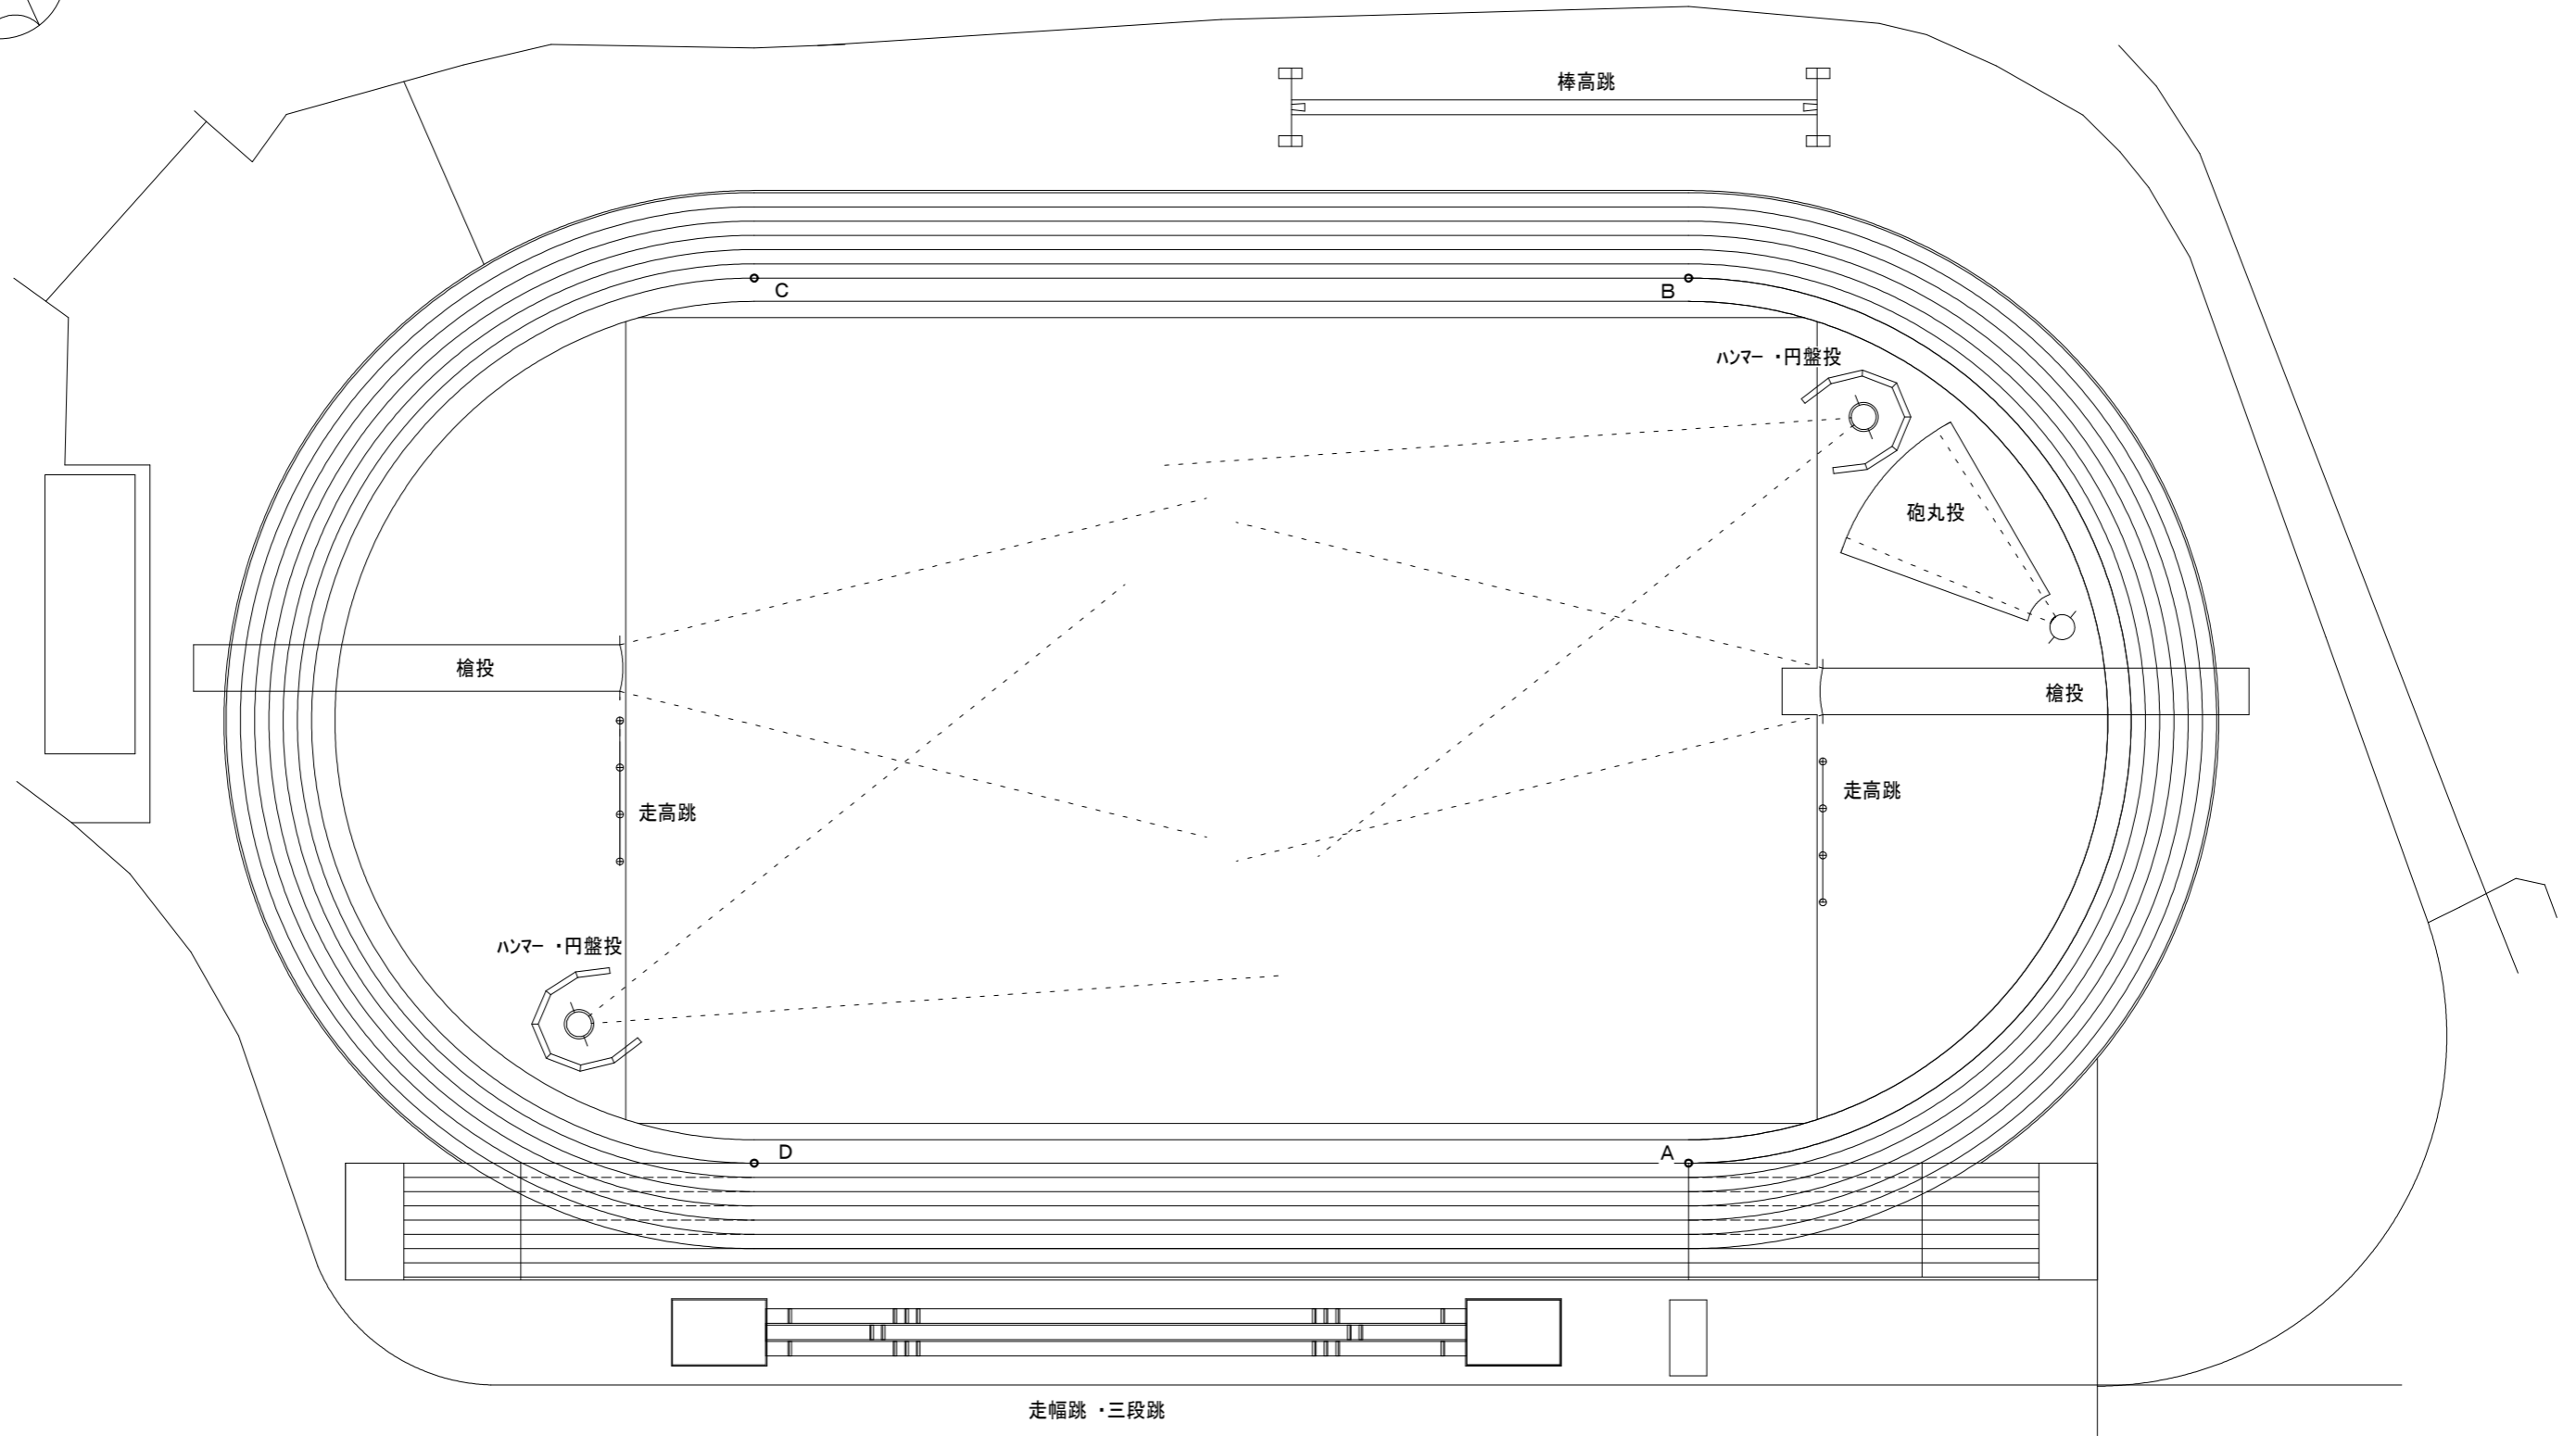 棒高跳
C
B
ハンマー ・円盤投
砲丸投
槍投
槍投
走高跳
走高跳
ハンマー ・円盤投
D
A
走幅跳 ・三段跳